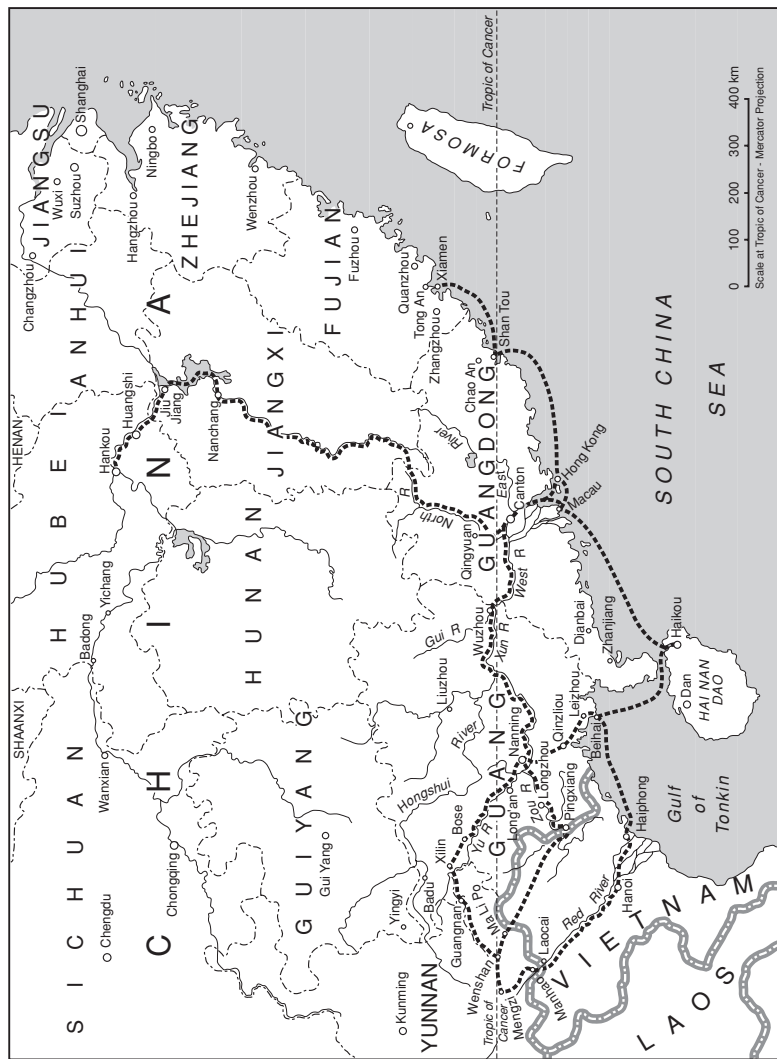 SHAANXI
HENAN
SICHUAN
HUBEI
ANHUI
JIANGSU
Changzhou
Wuxi
Suzhou
Shanghai
Chengdu
Wanxian
Badong
Yichang
Hankou
Huangshi
Jiu
Jiang
Hangzhou
Ningbo
ZHEJIANG
Chongqing
CHINA
Nanchang
Wenzhou
GUIYANG
Gui Yang
HUNAN
JIANGXI
FUJIAN
Fuzhou
Kunming
YUNNAN
Yingyi
Badu
Xilin
Bose
Guangnan
Hongshui
River
Liuzhou
Gui R
North
R
River
East
Quanzhou
Tong An
Xiamen
Zhangzhou
Chao An
Shan Tou
FORMOSA
Qingyuan
Wuzhou
Xun R
West R
Canton
GUANGDONG
GUANG
Wenshan
Tropic of
Cancer
Tropic of Cancer
Mengzi
Manhao
Laocai
Ma Li Po
Yu R
Long'an
Nanning
Zou R
Longzhou
Pingxiang
Qinzliou
Leizhou
Beihai
Dianbai
Zhanjiang
Hong Kong
Macau
Red River
Hanoi
Haiphong
VIETNAM
LAOS
Gulf
of
Tonkin
Haikou
Dan
HAI NAN
DAO
SOUTH CHINA
SEA
0 100 200 300 400 km
Scale at Tropic of Cancer - Mercator Projection